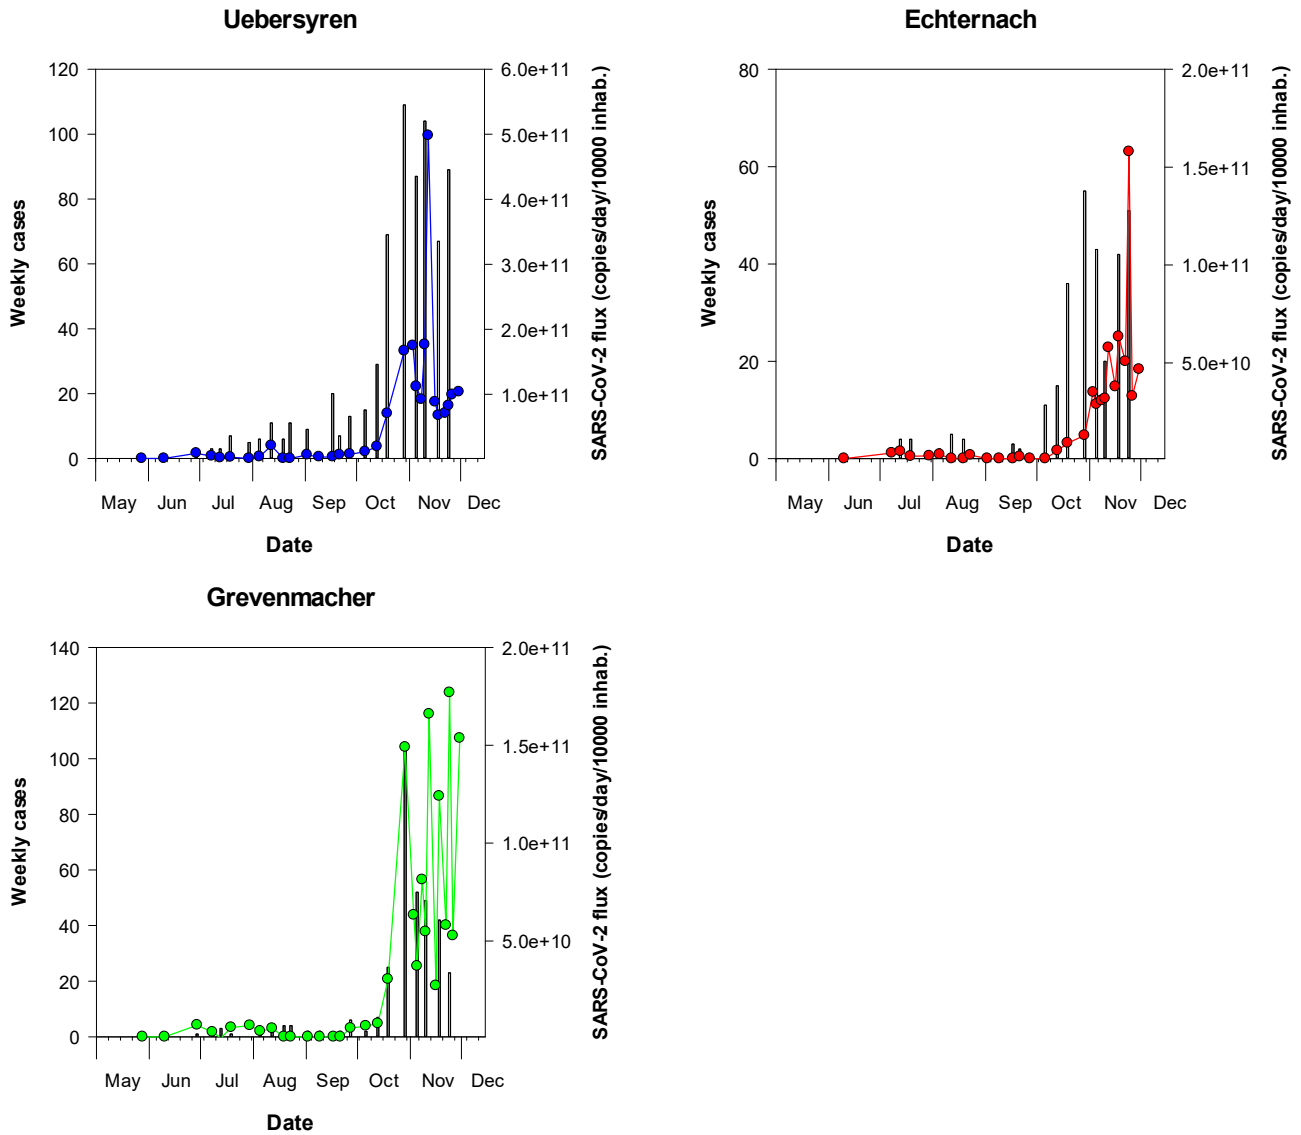 Uebersyren
120
100
80
60
40
20
0
Weekly cases
6.0e+11
5.0e+11
4.0e+11
3.0e+11
2.0e+11
1.0e+11
SARS-CoV-2 flux (copies/day/10000 inhab.)
May Jun Jul Aug Sep Oct Nov Dec
Date
Echternach
80
60
40
20
0
Weekly cases
2.0e+11
1.5e+11
1.0e+11
5.0e+10
SARS-CoV-2 flux (copies/day/10000 inhab.)
May Jun Jul Aug Sep Oct Nov Dec
Date
Grevenmacher
140
120
100
80
60
40
20
0
Weekly cases
2.0e+11
1.5e+11
1.0e+11
5.0e+10
SARS-CoV-2 flux (copies/day/10000 inhab.)
May Jun Jul Aug Sep Oct Nov Dec
Date